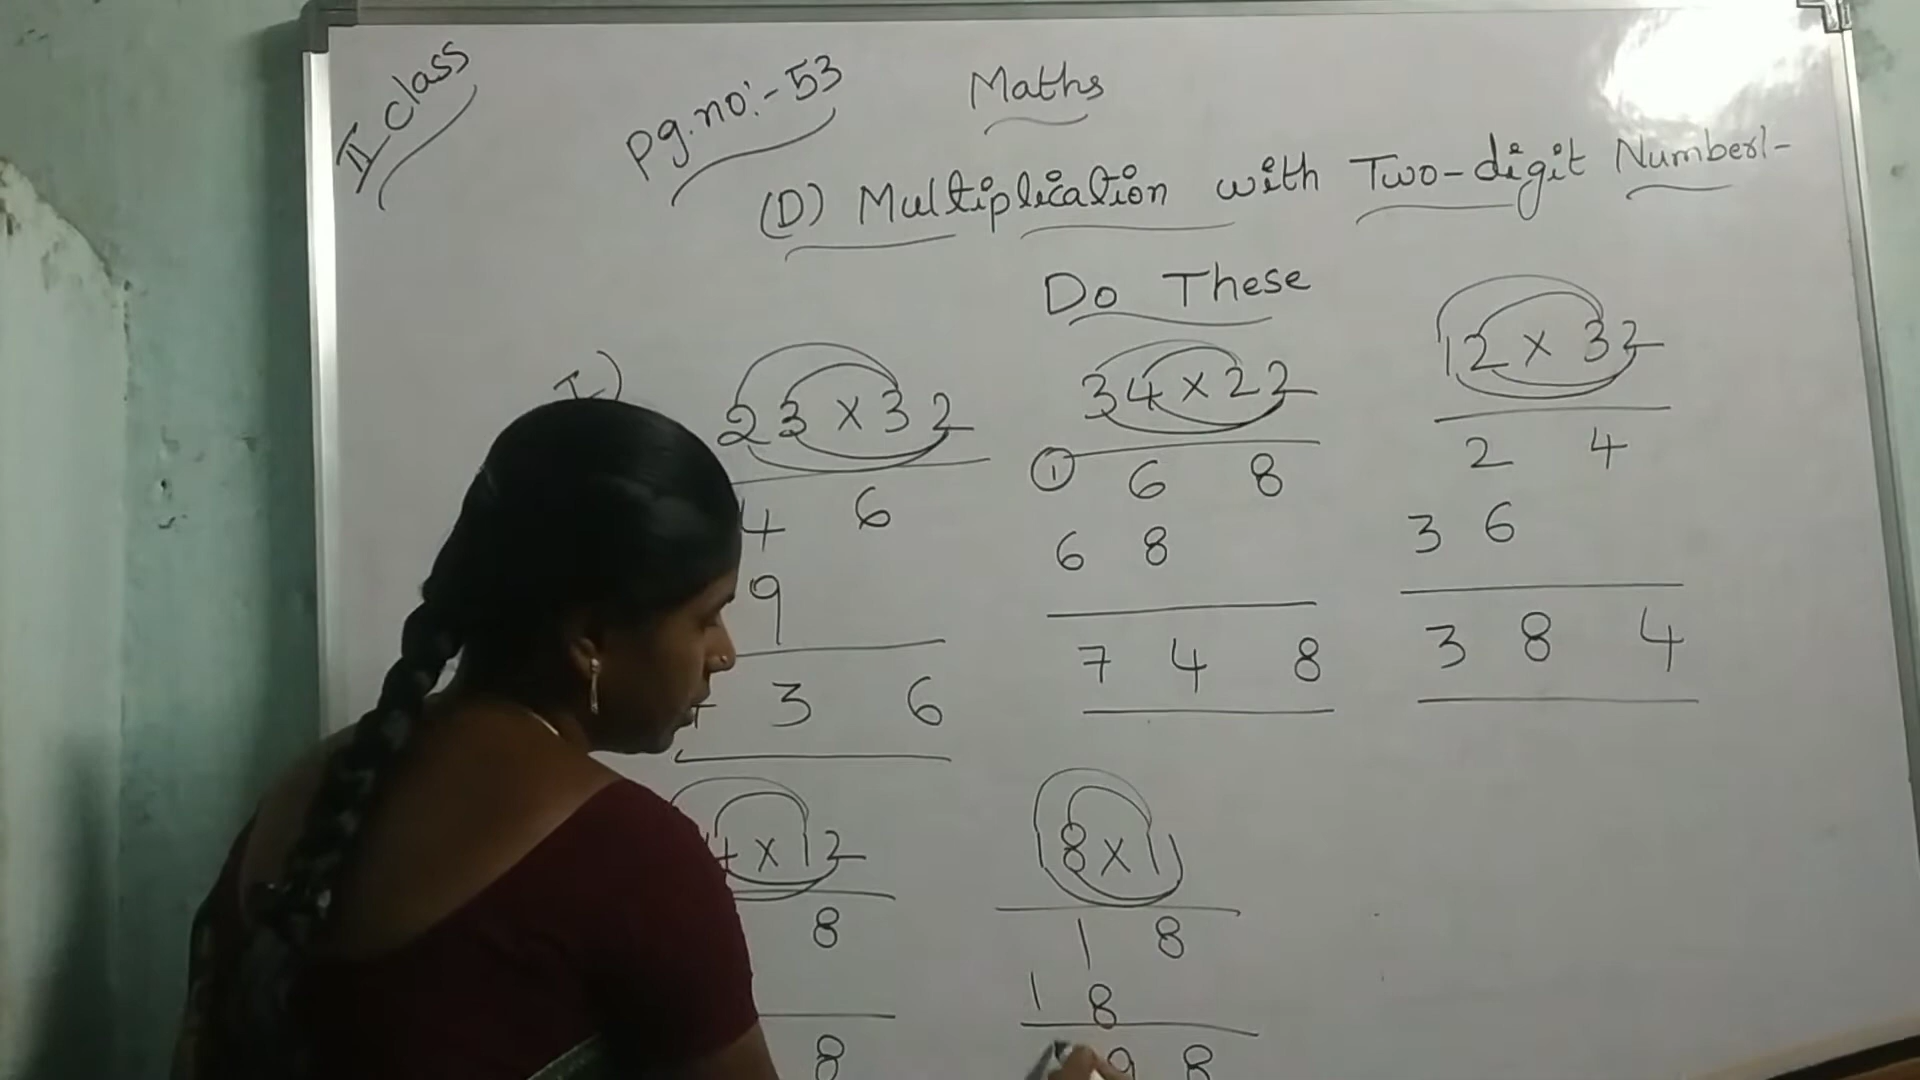 II class
Pg.no:-53
Maths
(D) Multiplication with Two-digit Number:-
Do These
I)
23 x 32
4 6
9
3 6
34 x 22
① 6 8
6 8
7 4 8
12 x 32
2 4
3 6
3 8 4
4 x 12
8
8
18 x 11
1 8
1 8
9 8